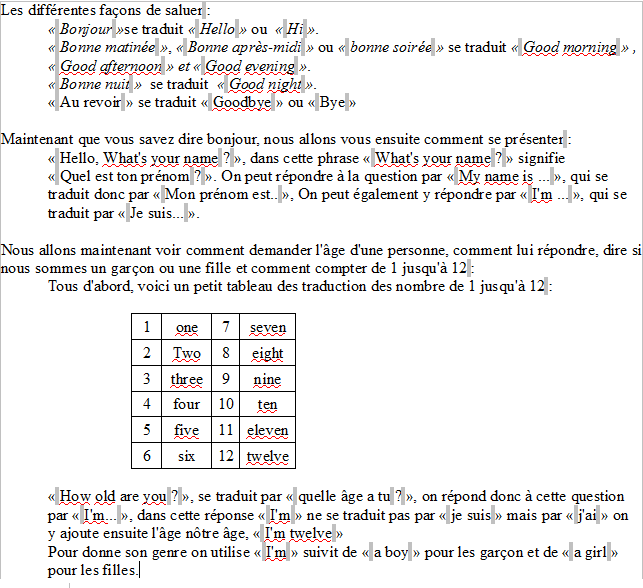 Les différentes façons de saluer :
« Bonjour »se traduit « Hello » ou « Hi ».
« Bonne matinée », « Bonne après-midi » ou « bonne soirée » se traduit « Good morning » ,
« Good afternoon » et « Good evening ».
« Bonne nuit » se traduit « Good night ».
« Au revoir » se traduit « Goodbye » ou « Bye»
Maintenant que vous savez dire bonjour, nous allons vous ensuite comment se présenter :
« Hello, What's your name ? », dans cette phrase « What's your name ? » signifie
« Quel est ton prénom ? ». On peut répondre à la question par « My name is ... », qui se
traduit donc par « Mon prénom est.. », On peut également y répondre par « I'm ... », qui se
traduit par « Je suis... ».
Nous allons maintenant voir comment demander l'âge d'une personne, comment lui répondre, dire si
nous sommes un garçon ou une fille et comment compter de 1 jusqu'à 12 :
Tous d'abord, voici un petit tableau des traduction des nombre de 1 jusqu'à 12 :
1 one 7 seven
2 Two 8 eight
3 three 9 nine
4 four 10 ten
5 five 11 eleven
6 six 12 twelve
« How old are you ? », se traduit par « quelle âge a tu ? », on répond donc à cette question
par « I'm... », dans cette réponse « I'm » ne se traduit pas par « je suis » mais par « j'ai » on
y ajoute ensuite l'âge nôtre âge, « I'm twelve »
Pour donne son genre on utilise « I'm » suivit de « a boy » pour les garçon et de « a girl »
pour les filles.